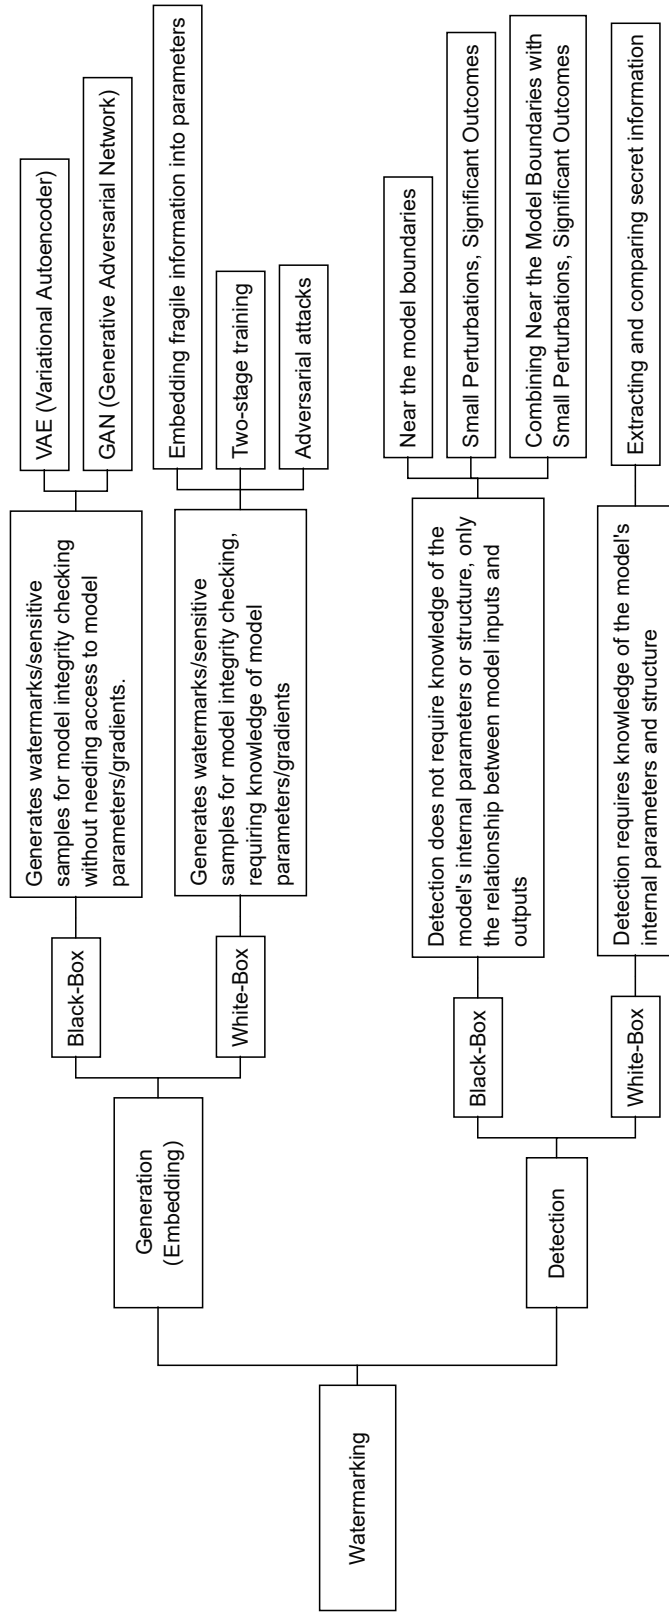 Watermarking
Generation
(Embedding)
Black-Box
Generates watermarks/sensitive
samples for model integrity checking
without needing access to model
parameters/gradients.
VAE (Variational Autoencoder)
GAN (Generative Adversarial Network)
White-Box
Generates watermarks/sensitive
samples for model integrity checking,
requiring knowledge of model
parameters/gradients
Embedding fragile information into parameters
Two-stage training
Adversarial attacks
Detection
Black-Box
Detection does not require knowledge of the
model's internal parameters or structure, only
the relationship between model inputs and
outputs
Near the model boundaries
Small Perturbations, Significant Outcomes
Combining Near the Model Boundaries with
Small Perturbations, Significant Outcomes
White-Box
Detection requires knowledge of the model's
internal parameters and structure
Extracting and comparing secret information